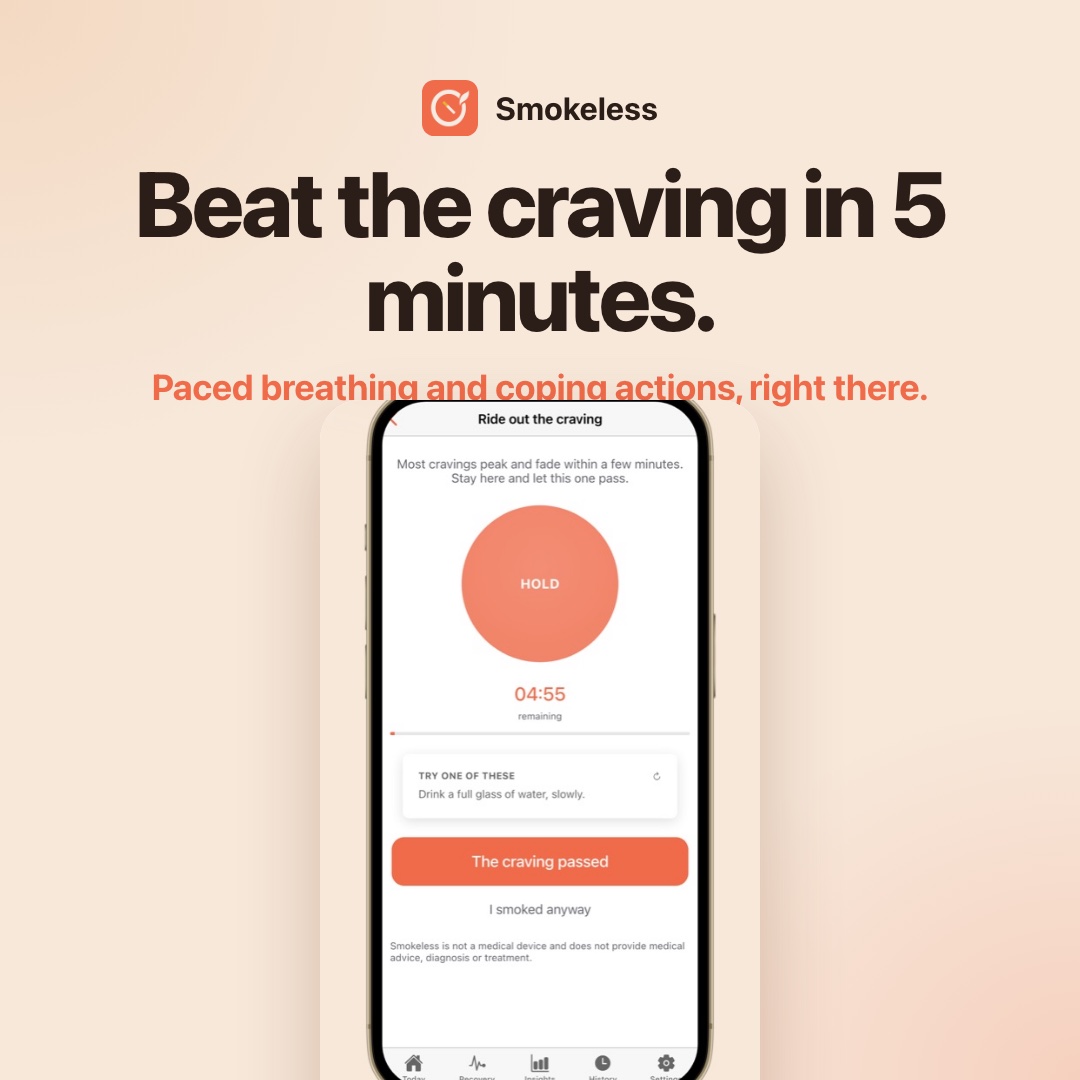 Smokeless
Beat the craving in 5
minutes.
Paced breathing and coping actions, right there.
Ride out the craving
Most cravings peak and fade within a few minutes.
Stay here and let this one pass.
HOLD
04:55
remaining
TRY ONE OF THESE
Drink a full glass of water, slowly.
The craving passed
I smoked anyway
Smokeless is not a medical device and does not provide medical
advice, diagnosis or treatment.
Today Recovery Insights History Settings